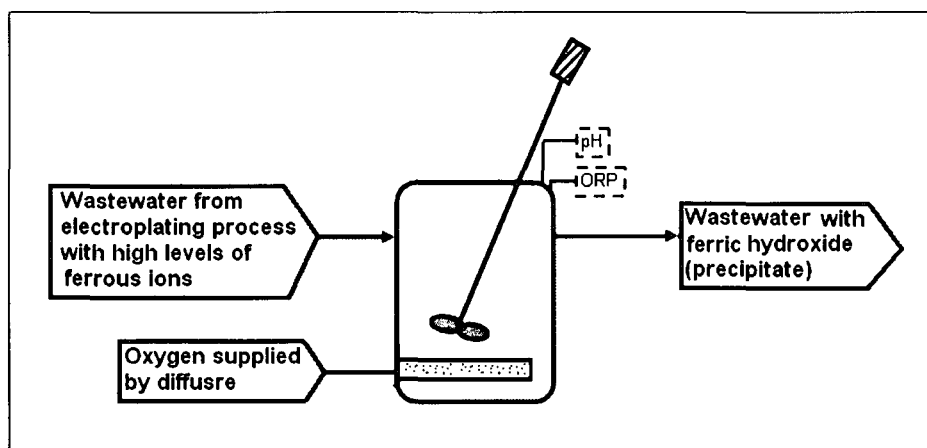 pH
ORP
Wastewater from
electroplating process
with high levels of
ferrous ions
Wastewater with
ferric hydroxide
(precipitate)
Oxygen supplied
by diffusre